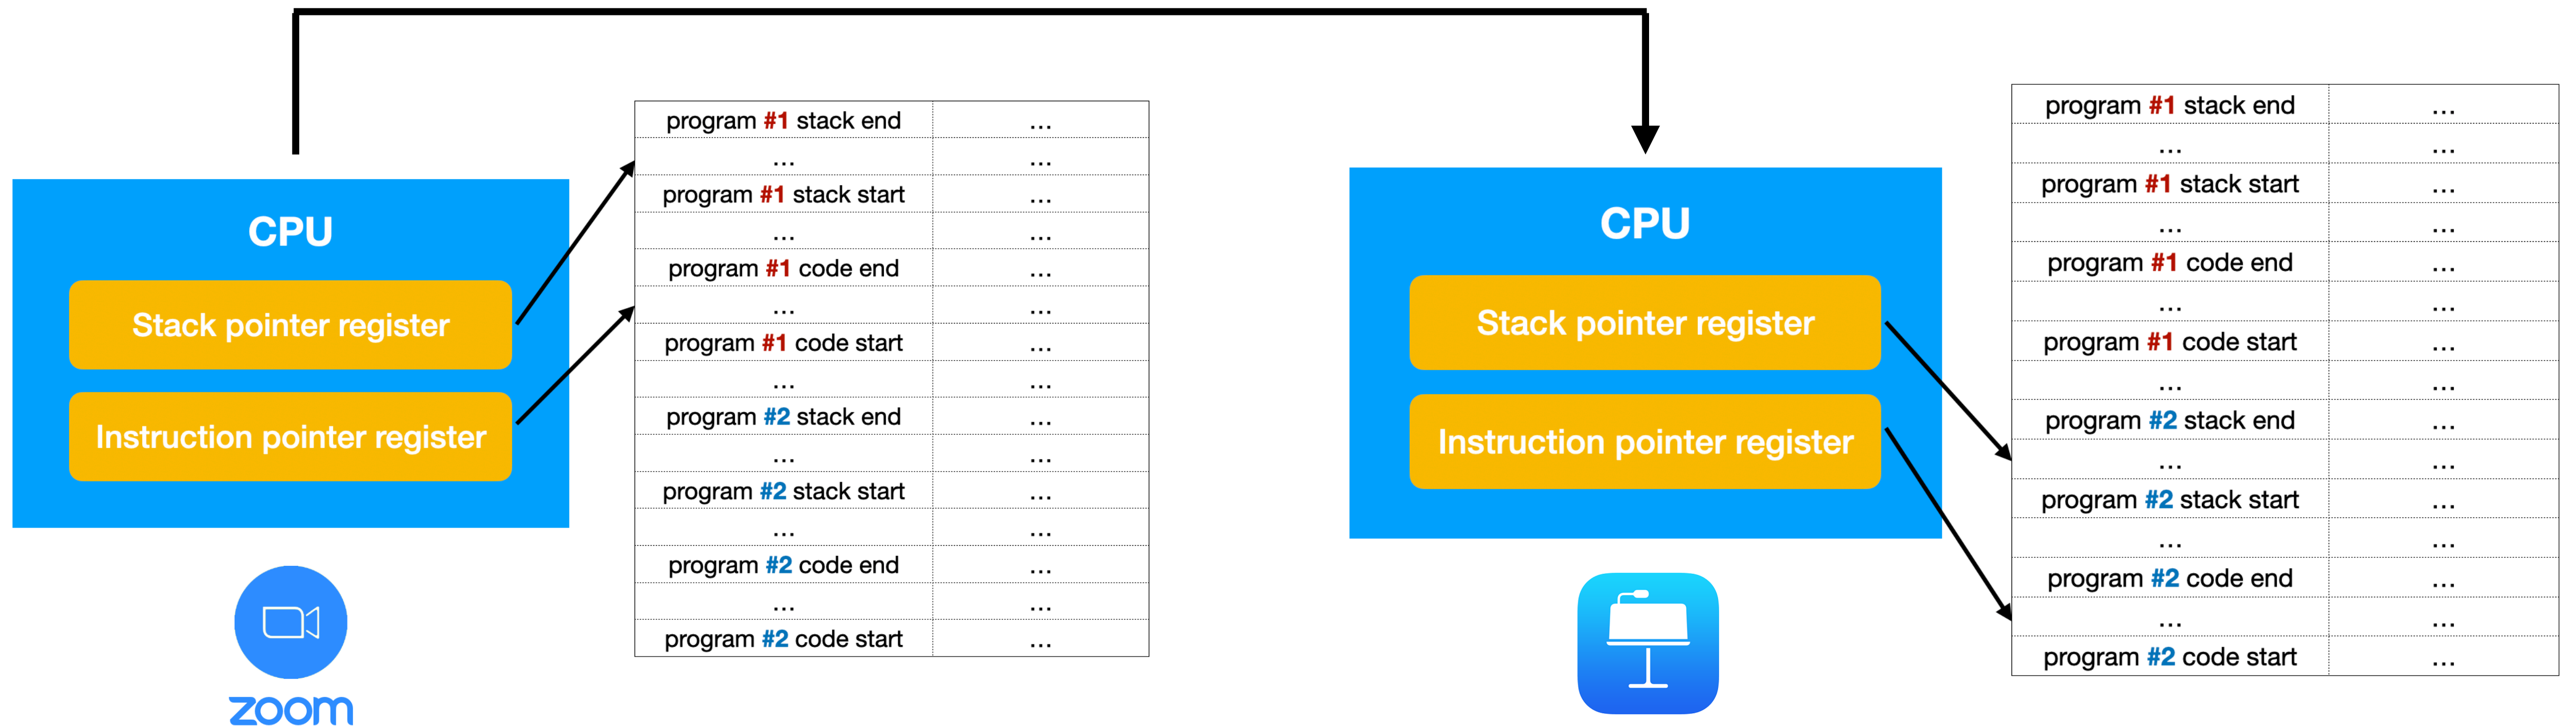 CPU
Stack pointer register
Instruction pointer register
zoom
program #1 stack end ...
... ...
program #1 stack start ...
... ...
program #1 code end ...
... ...
program #1 code start ...
... ...
program #2 stack end ...
... ...
program #2 stack start ...
... ...
program #2 code end ...
... ...
program #2 code start ...
CPU
Stack pointer register
Instruction pointer register
program #1 stack end ...
... ...
program #1 stack start ...
... ...
program #1 code end ...
... ...
program #1 code start ...
... ...
program #2 stack end ...
... ...
program #2 stack start ...
... ...
program #2 code end ...
... ...
program #2 code start ...